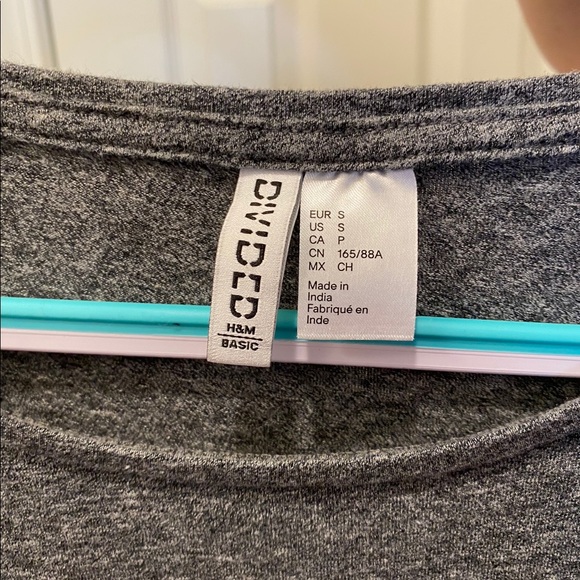 DIVIDED
H&M
BASIC
EUR S
US S
CA P
CN 165/88A
MX CH
Made in
India
Fabriqué en
Inde